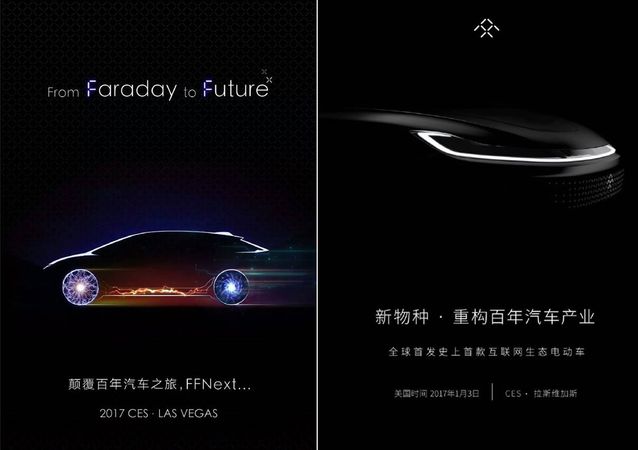 From Faraday to Future
颠覆百年汽车之旅,FFNext...
2017 CES · LAS VEGAS
新物种 · 重构百年汽车产业
全球首发史上首款互联网生态电动车
美国时间 2017年1月3日 | CES · 拉斯维加斯